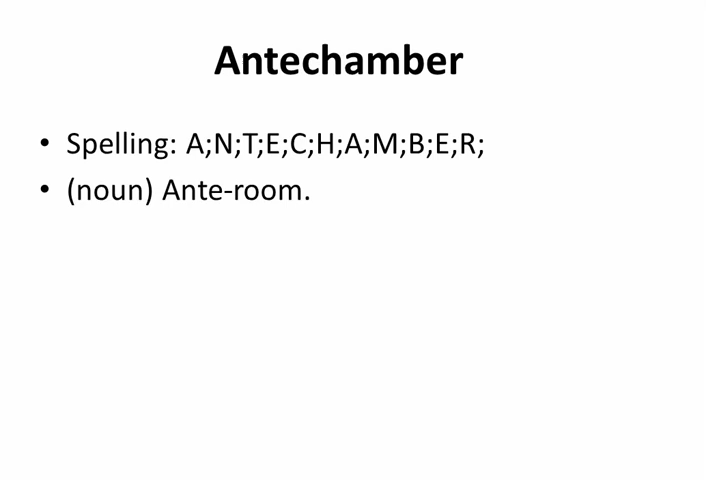 Antechamber
• Spelling: A;N;T;E;C;H;A;M;B;E;R;
• (noun) Ante-room.